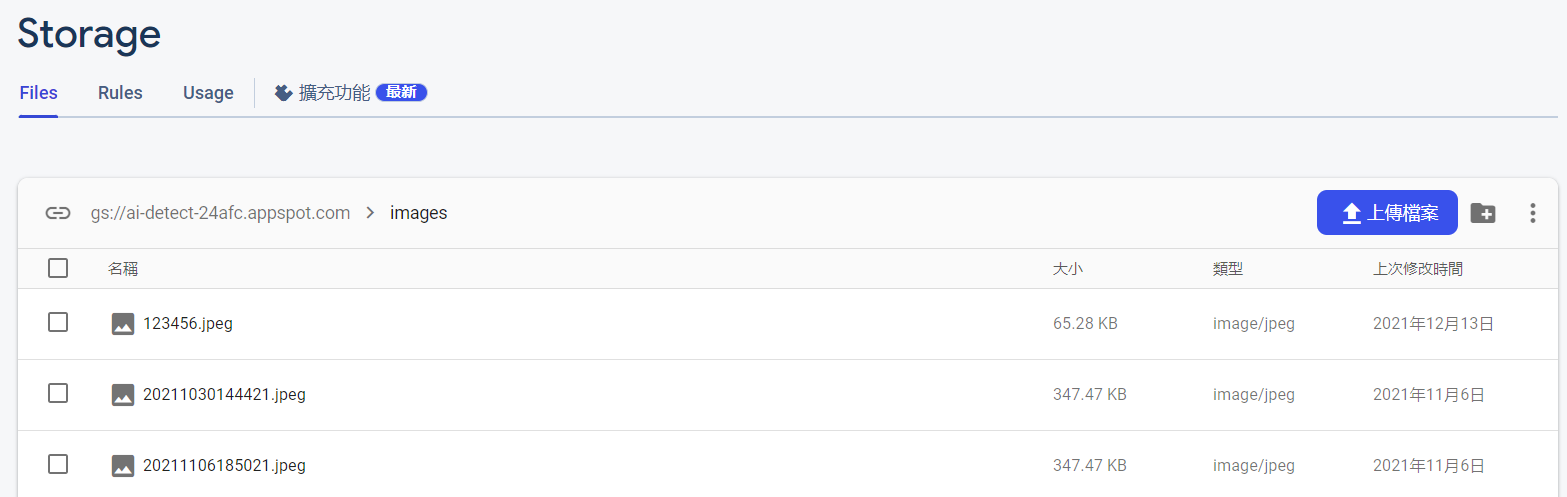 Storage
Files Rules Usage 擴充功能 最新
gs://ai-detect-24afc.appspot.com > images 上傳檔案
名稱 大小 類型 上次修改時間
123456.jpeg 65.28 KB image/jpeg 2021年12月13日
20211030144421.jpeg 347.47 KB image/jpeg 2021年11月6日
20211106185021.jpeg 347.47 KB image/jpeg 2021年11月6日